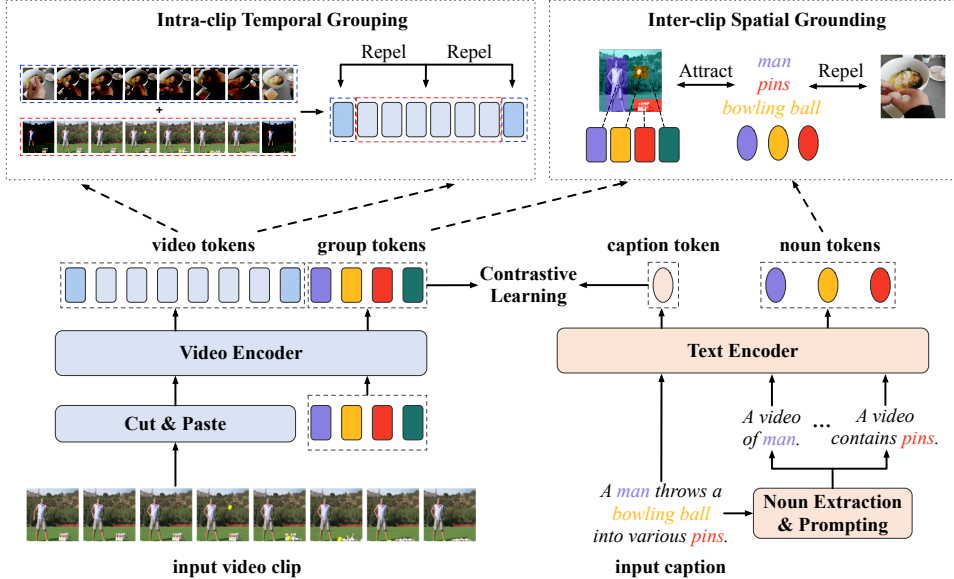 Intra-clip Temporal Grouping
Repel
Repel
+
Inter-clip Spatial Grounding
Attract
man
pins
bowling ball
Repel
video tokens
group tokens
caption token
noun tokens
Contrastive
Learning
Video Encoder
Text Encoder
Cut & Paste
A video
of man.
...
A video
contains pins.
A man throws a
bowling ball
into various pins.
Noun Extraction
& Prompting
input video clip
input caption